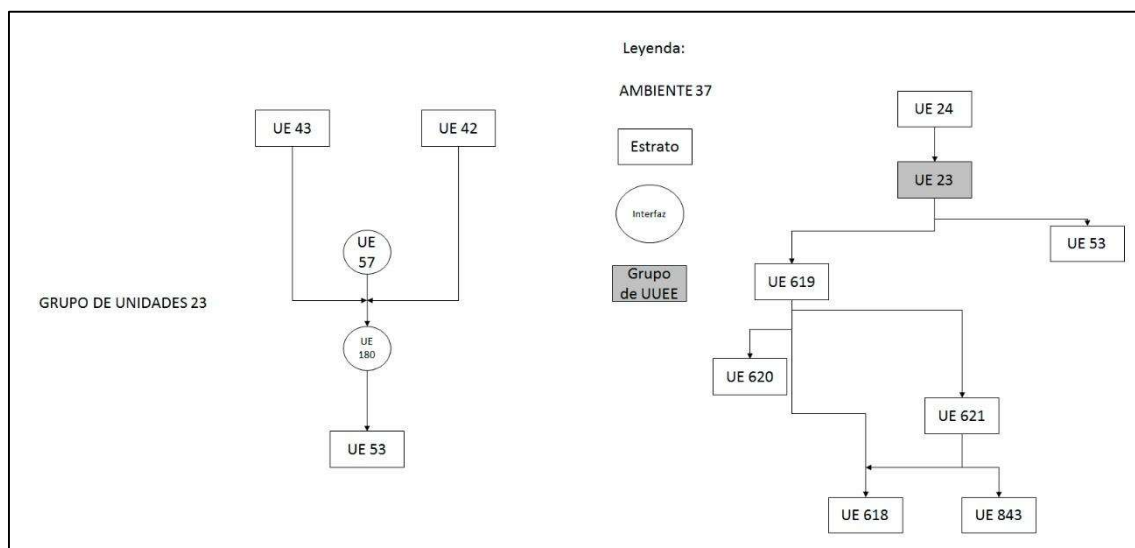 GRUPO DE UNIDADES 23
UE 43
UE 42
UE
57
UE
180
UE 53
Leyenda:
AMBIENTE 37
Estrato
Interfaz
Grupo
de UUEE
UE 24
UE 23
UE 53
UE 619
UE 620
UE 621
UE 618
UE 843